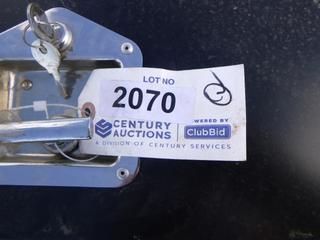 LOT NO
2070
CENTURY AUCTIONS
WERED BY
ClubBid
A DIVISION OF CENTURY SERVICES